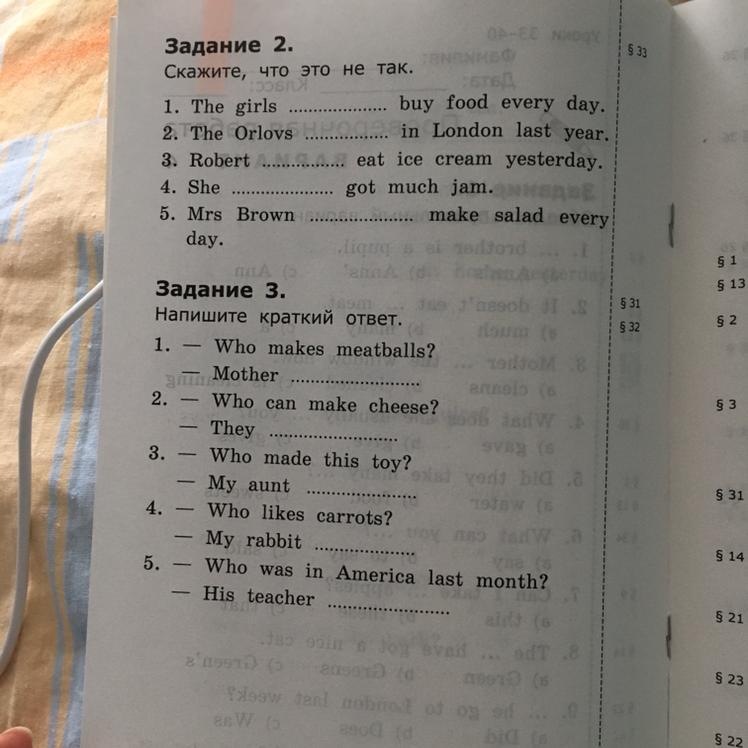 Задание 2.
§ 33
Скажите, что это не так.
1. The girls .................... buy food every day.
2. The Orlovs ................. in London last year.
3. Robert ................. eat ice cream yesterday.
4. She ..................... got much jam.
5. Mrs Brown ..................... make salad every
day.
§ 1
§ 13
Задание 3.
§ 31
Напишите краткий ответ.
§ 32
§ 2
1. — Who makes meatballs?
— Mother ..........................
2. — Who can make cheese?
— They ..........................
§ 3
3. — Who made this toy?
— My aunt ......................
§ 31
4. — Who likes carrots?
— My rabbit ....................
§ 14
5. — Who was in America last month?
— His teacher .........................
§ 21
§ 23
§ 22